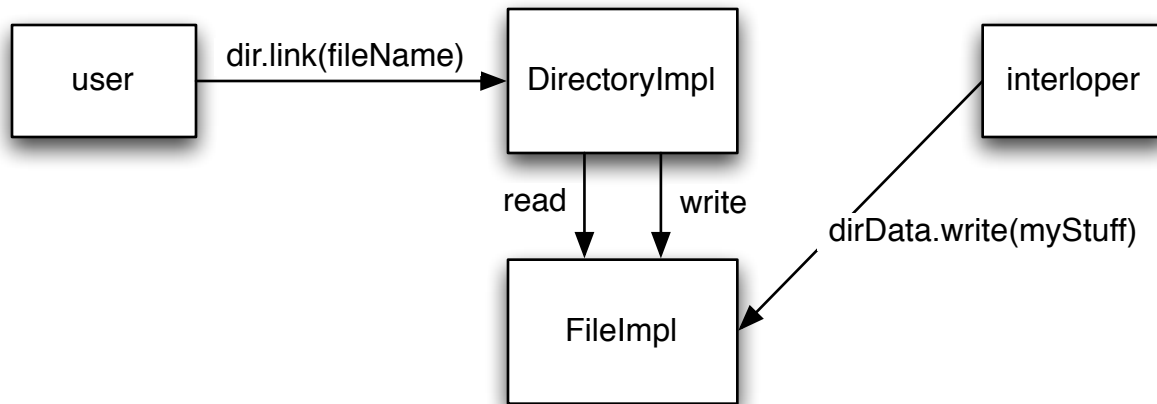 dir.link(fileName)
user
DirectoryImpl
interloper
read
write
dirData.write(myStuff)
FileImpl